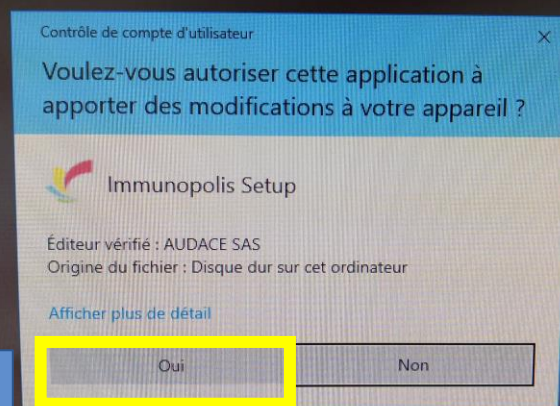 Contrôle de compte d'utilisateur
Voulez-vous autoriser cette application à
apporter des modifications à votre appareil ?
Immunopolis Setup
Éditeur vérifié : AUDACE SAS
Origine du fichier : Disque dur sur cet ordinateur
Afficher plus de détail
Oui
Non